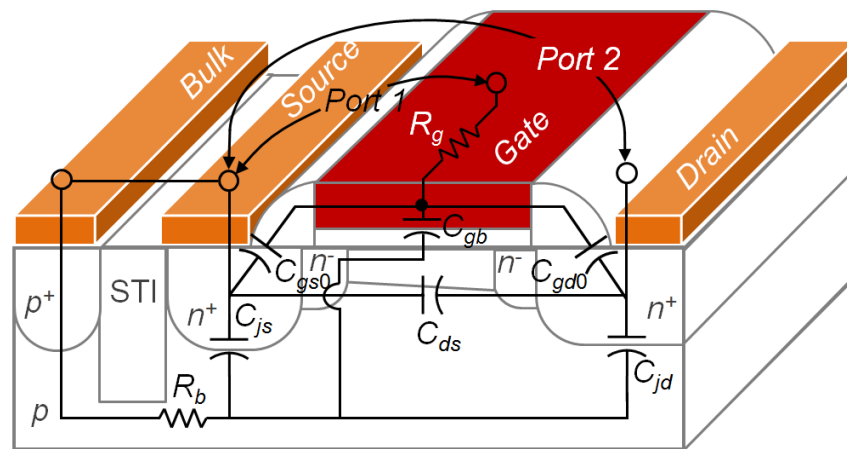 Bulk
Source
Port 1
Port 2
R_g
Gate
Drain
C_gb
C_gs0
n-
n-
C_gd0
p+
STI
n+
n+
C_js
C_ds
C_jd
R_b
p